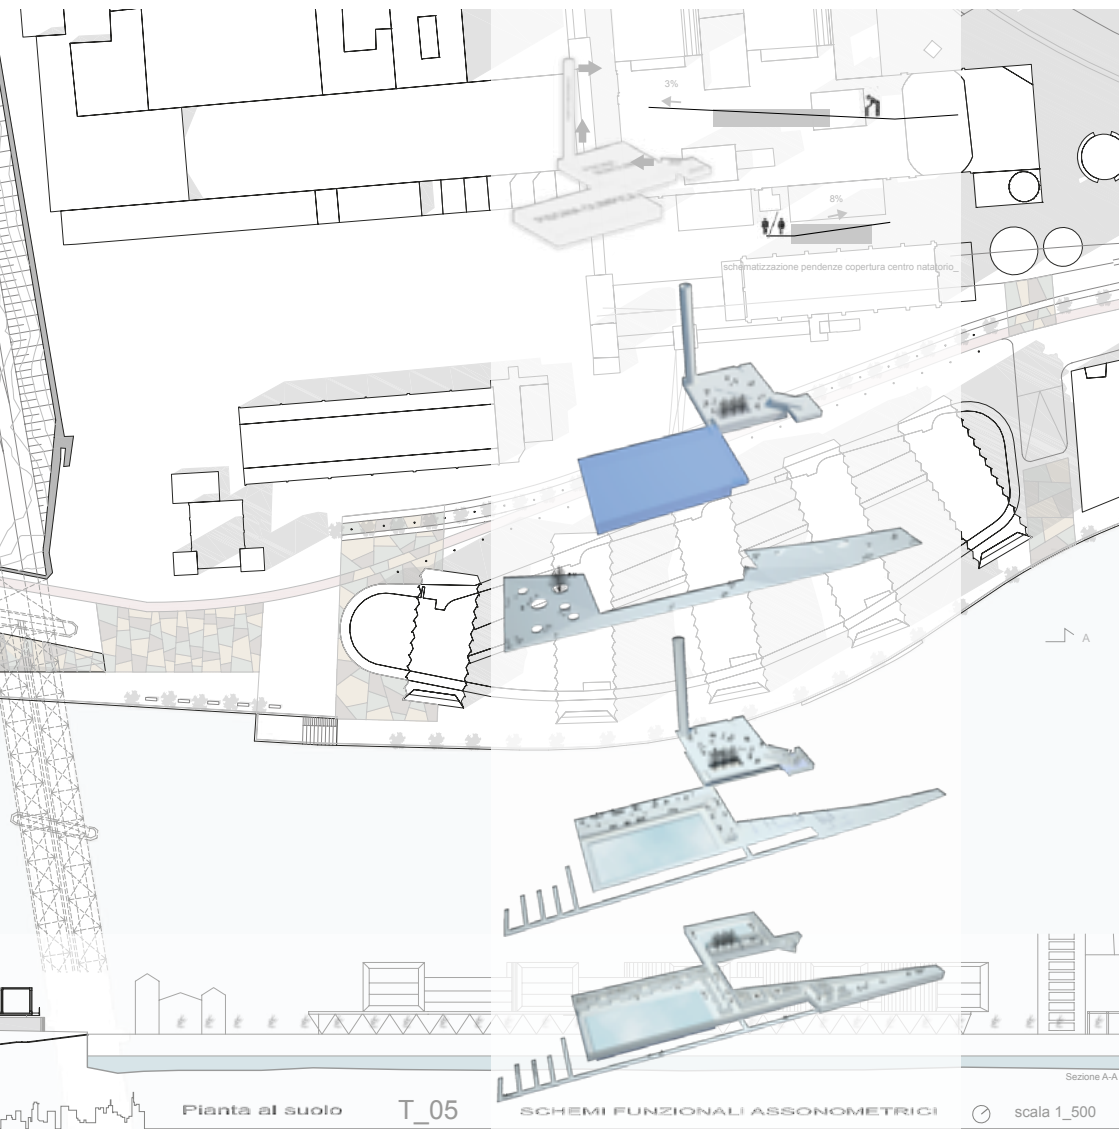 3%
8%
schematizzazione pendenze copertura centro natatorio_
A
Sezione A-A
Pianta al suolo
T_05
SCHEMI FUNZIONALI ASSONOMETRICI
scala 1_500